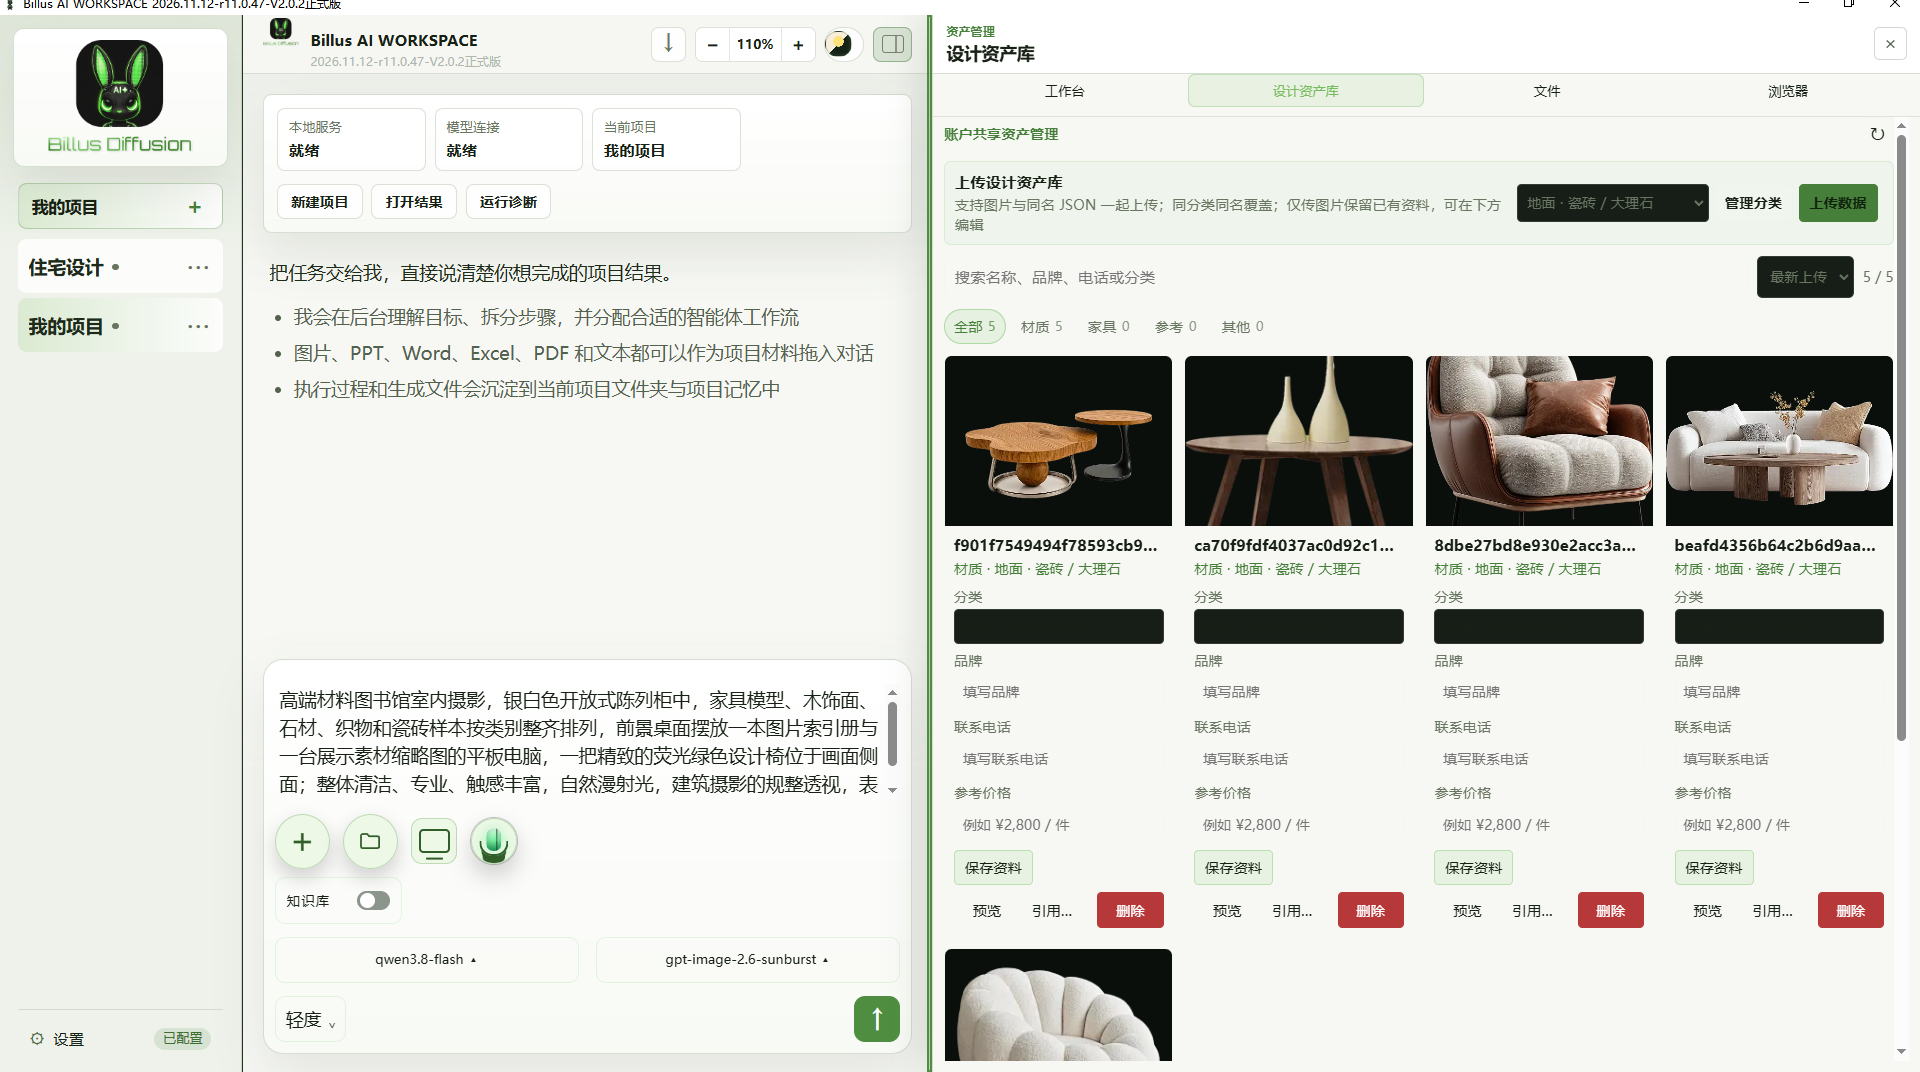 Billus AI WORKSPACE 2026.11.12-r11.0.47-V2.0.2正式版
AI+
Billus Diffusion
我的项目 +
住宅设计
我的项目
设置 已配置
Billus AI WORKSPACE
2026.11.12-r11.0.47-V2.0.2正式版
110%
本地服务 模型连接 当前项目
就绪 就绪 我的项目
新建项目 打开结果 运行诊断
把任务交给我，直接说清楚你想完成的项目结果。
我会在后台理解目标、拆分步骤，并分配合适的智能体工作流
图片、PPT、Word、Excel、PDF 和文本都可以作为项目材料拖入对话
执行过程和生成文件会沉淀到当前项目文件夹与项目记忆中
高端材料图书馆室内摄影，银白色开放式陈列柜中，家具模型、木饰面、
石材、织物和瓷砖样本按类别整齐排列，前景桌面摆放一本图片索引册与
一台展示素材缩略图的平板电脑，一把精致的荧光绿色设计椅位于画面侧
面；整体清洁、专业、触感丰富，自然漫射光，建筑摄影的规整透视，表
知识库
qwen3.8-flash gpt-image-2.6-sunburst
轻度
资产管理
设计资产库
工作台 设计资产库 文件 浏览器
账户共享资产管理
上传设计资产库
支持图片与同名 JSON 一起上传；同分类同名覆盖；仅传图片保留已有资料，可在下方
编辑
地面 · 瓷砖 / 大理石 管理分类 上传数据
搜索名称、品牌、电话或分类 最新上传 5 / 5
全部 5 材质 5 家具 0 参考 0 其他 0
f901f7549494f78593cb9... ca70f9fdf4037ac0d92c1... 8dbe27bd8e930e2acc3a... beafd4356b64c2b6d9aa...
材质 · 地面 · 瓷砖 / 大理石 材质 · 地面 · 瓷砖 / 大理石 材质 · 地面 · 瓷砖 / 大理石 材质 · 地面 · 瓷砖 / 大理石
分类 分类 分类 分类
品牌 品牌 品牌 品牌
填写品牌 填写品牌 填写品牌 填写品牌
联系电话 联系电话 联系电话 联系电话
填写联系电话 填写联系电话 填写联系电话 填写联系电话
参考价格 参考价格 参考价格 参考价格
例如 ¥2,800 / 件 例如 ¥2,800 / 件 例如 ¥2,800 / 件 例如 ¥2,800 / 件
保存资料 保存资料 保存资料 保存资料
预览 引用... 删除 预览 引用... 删除 预览 引用... 删除 预览 引用... 删除